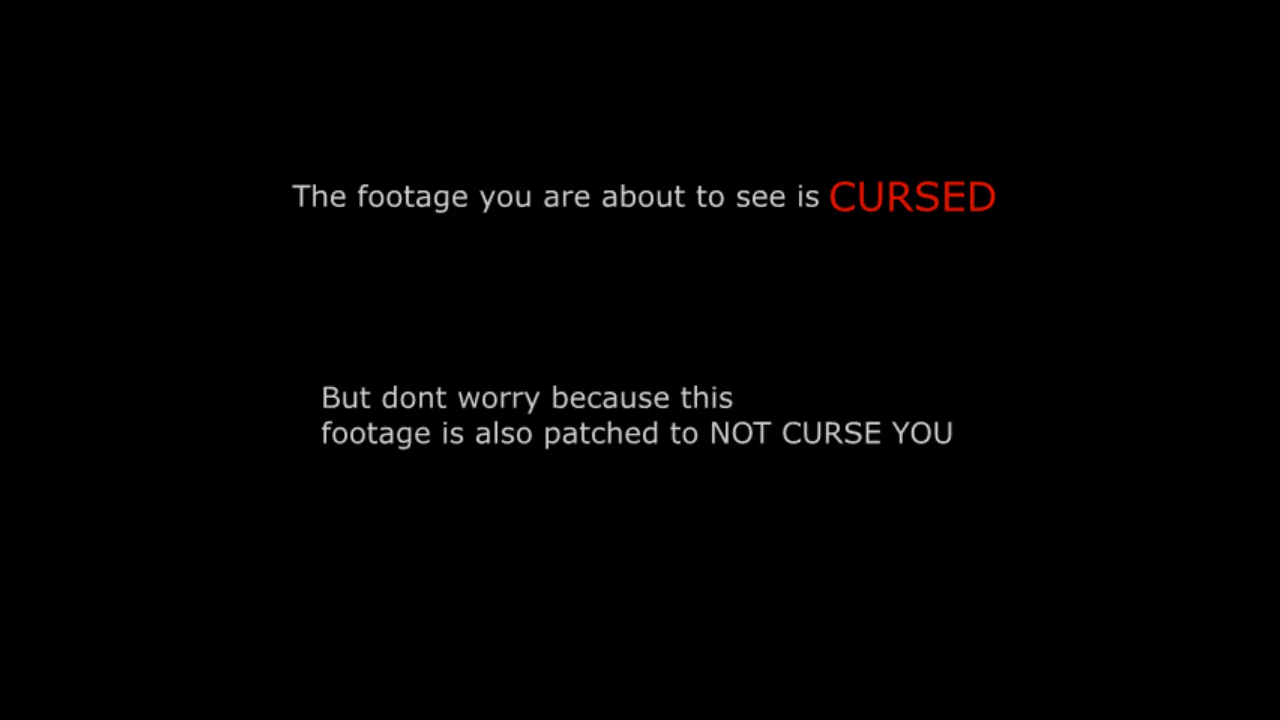 The footage you are about to see is CURSED
But dont worry because this
footage is also patched to NOT CURSE YOU